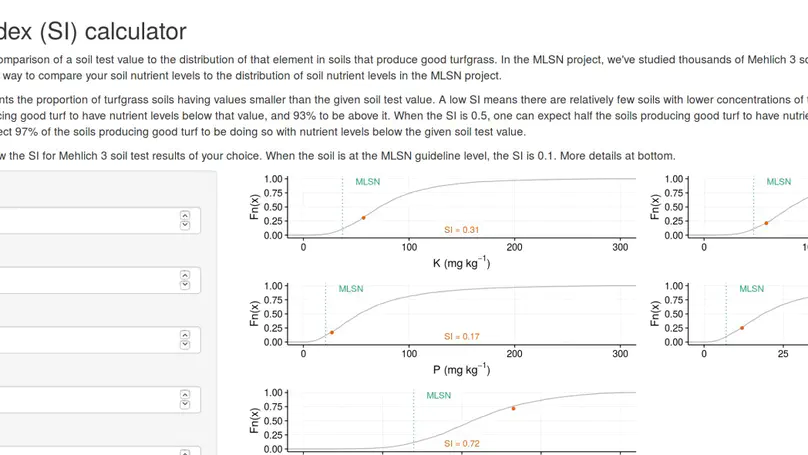 dex (SI) calculator
omparison of a soil test value to the distribution of that element in soils that produce good turfgrass. In the MLSN project, we've studied thousands of Mehlich 3 so
way to compare your soil nutrient levels to the distribution of soil nutrient levels in the MLSN project.
nts the proportion of turfgrass soils having values smaller than the given soil test value. A low SI means there are relatively few soils with lower concentrations of t
cing good turf to have nutrient levels below that value, and 93% to be above it. When the SI is 0.5, one can expect half the soils producing good turf to have nutrie
ect 97% of the soils producing good turf to be doing so with nutrient levels below the given soil test value.
w the SI for Mehlich 3 soil test results of your choice. When the soil is at the MLSN guideline level, the SI is 0.1. More details at bottom.
Fn(x)
1.00
0.75
0.50
0.25
0.00
MLSN
SI = 0.31
0 100 200 300
K (mg kg⁻¹)
Fn(x)
1.00
0.75
0.50
0.25
0.00
MLSN
0 10
Fn(x)
1.00
0.75
0.50
0.25
0.00
MLSN
SI = 0.17
0 100 200 300
P (mg kg⁻¹)
Fn(x)
1.00
0.75
0.50
0.25
0.00
MLSN
0 25
Fn(x)
1.00
0.75
0.50
0.25
0.00
MLSN
SI = 0.72